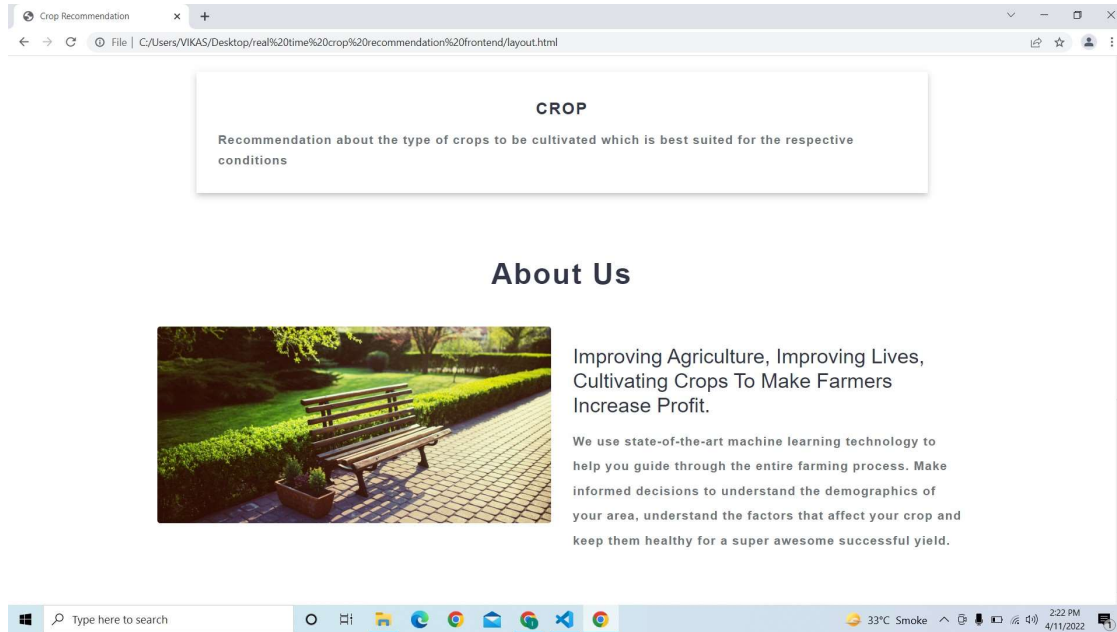 Crop Recommendation
File | C:/Users/VIKAS/Desktop/real%20time%20crop%20recommendation%20frontend/layout.html
CROP
Recommendation about the type of crops to be cultivated which is best suited for the respective
conditions
About Us
Improving Agriculture, Improving Lives,
Cultivating Crops To Make Farmers
Increase Profit.
We use state-of-the-art machine learning technology to
help you guide through the entire farming process. Make
informed decisions to understand the demographics of
your area, understand the factors that affect your crop and
keep them healthy for a super awesome successful yield.
Type here to search
33°C Smoke
2:22 PM
4/11/2022